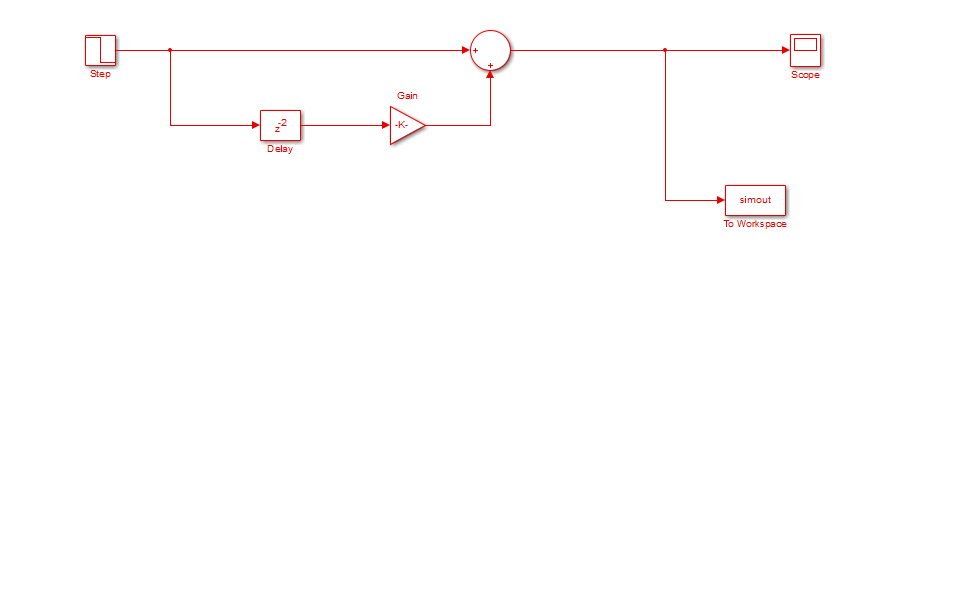 Step
+
+
Scope
Gain
z-2
-K-
Delay
simout
To Workspace